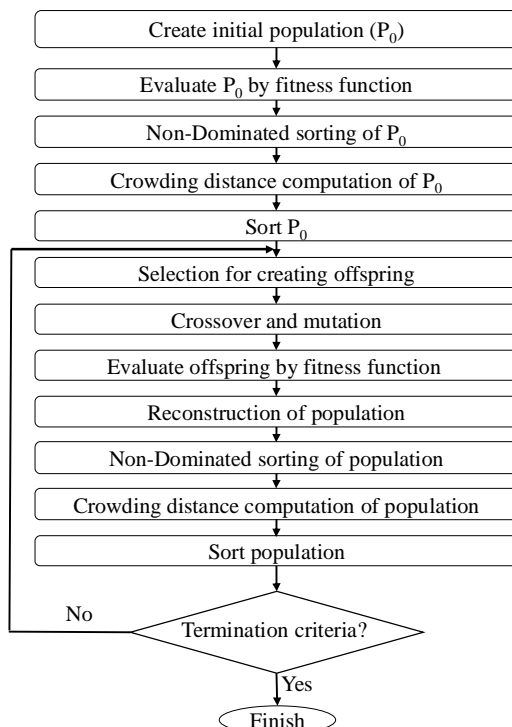 Create initial population (P₀)
Evaluate P₀ by fitness function
Non-Dominated sorting of P₀
Crowding distance computation of P₀
Sort P₀
Selection for creating offspring
Crossover and mutation
Evaluate offspring by fitness function
Reconstruction of population
Non-Dominated sorting of population
Crowding distance computation of population
Sort population
No
Termination criteria?
Yes
Finish